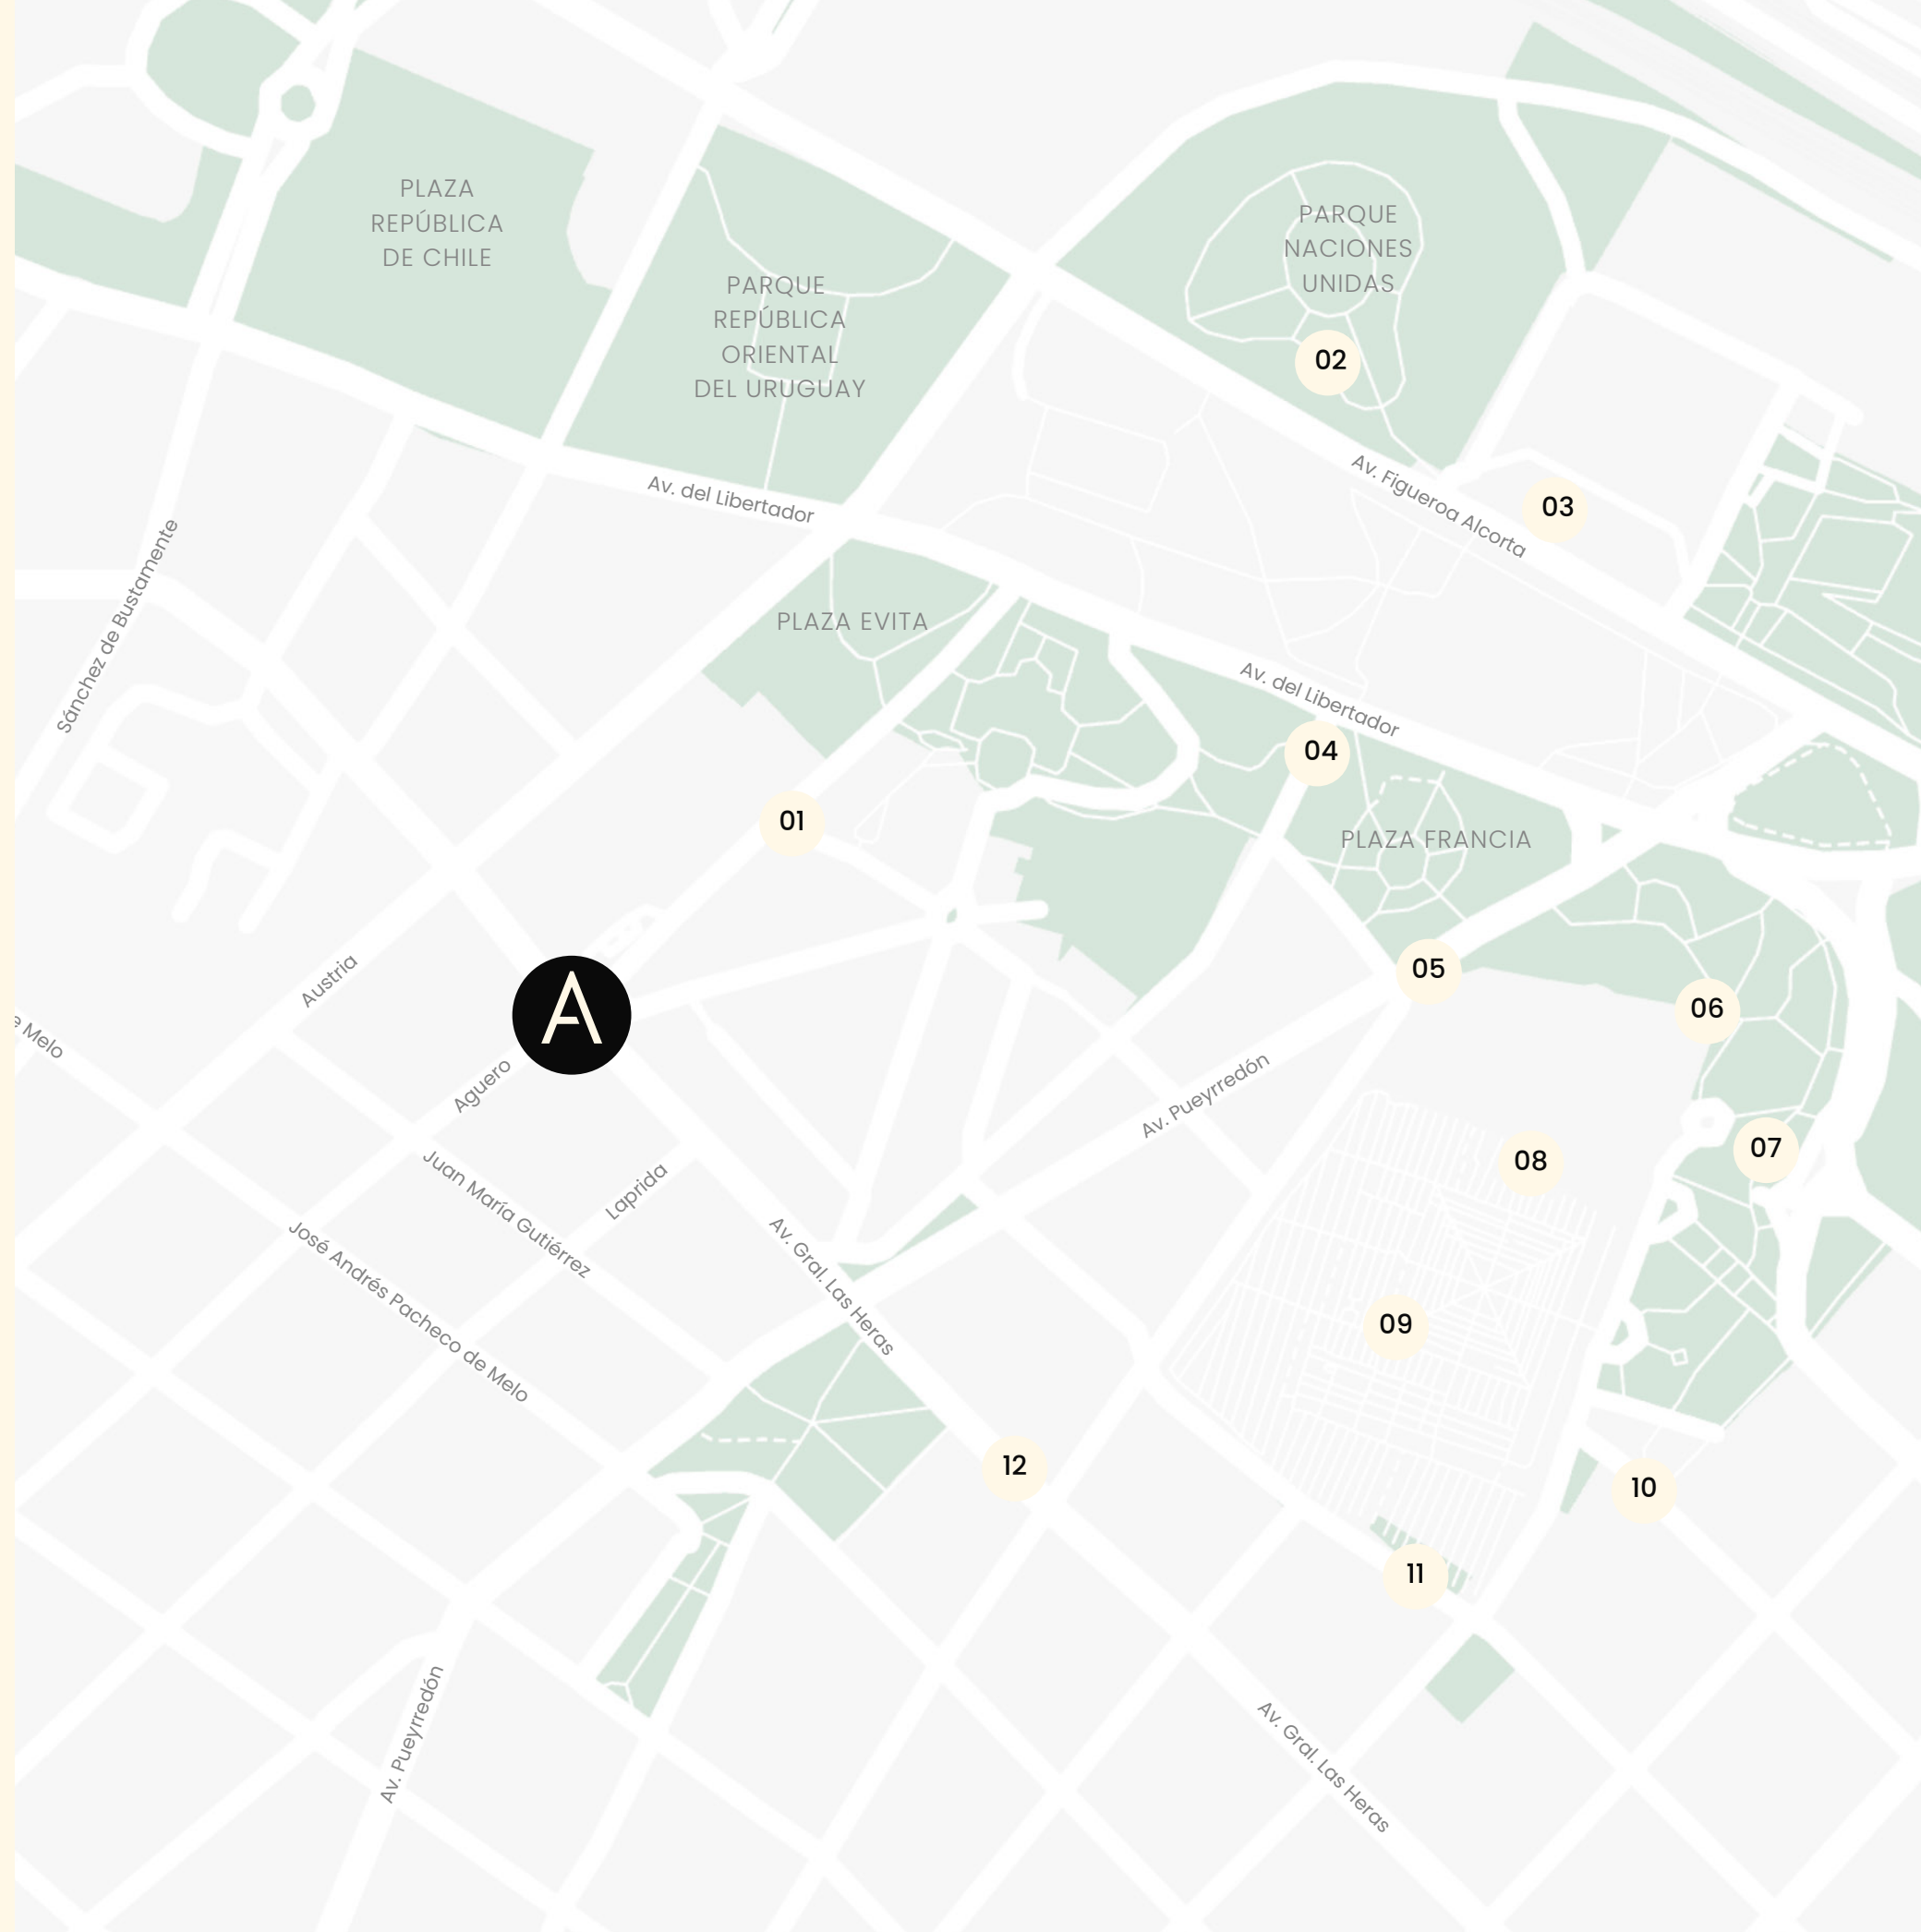 PLAZA
REPÚBLICA
DE CHILE
PARQUE
NACIONES
UNIDAS
PARQUE
REPÚBLICA
ORIENTAL
DEL URUGUAY
02
Av. del Libertador
Av. Figueroa Alcorta
03
Sánchez de Bustamente
PLAZA EVITA
Av. del Libertador
04
01
PLAZA FRANCIA
Austria
05
A
06
e Melo
Aguero
Av. Pueyrredón
07
08
Juan María Gutiérrez
Laprida
José Andrés Pacheco de Melo
Av. Gral. Las Heras
09
12
10
11
Av. Pueyrredón
Av. Gral. Las Heras